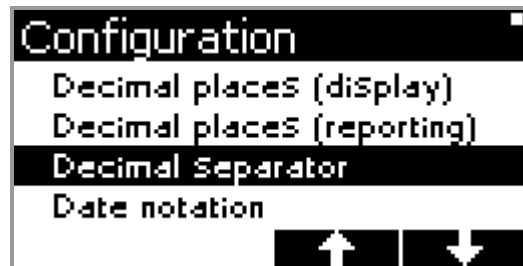 Configuration
Decimal places (display)
Decimal places (reporting)
Decimal Separator
Date notation